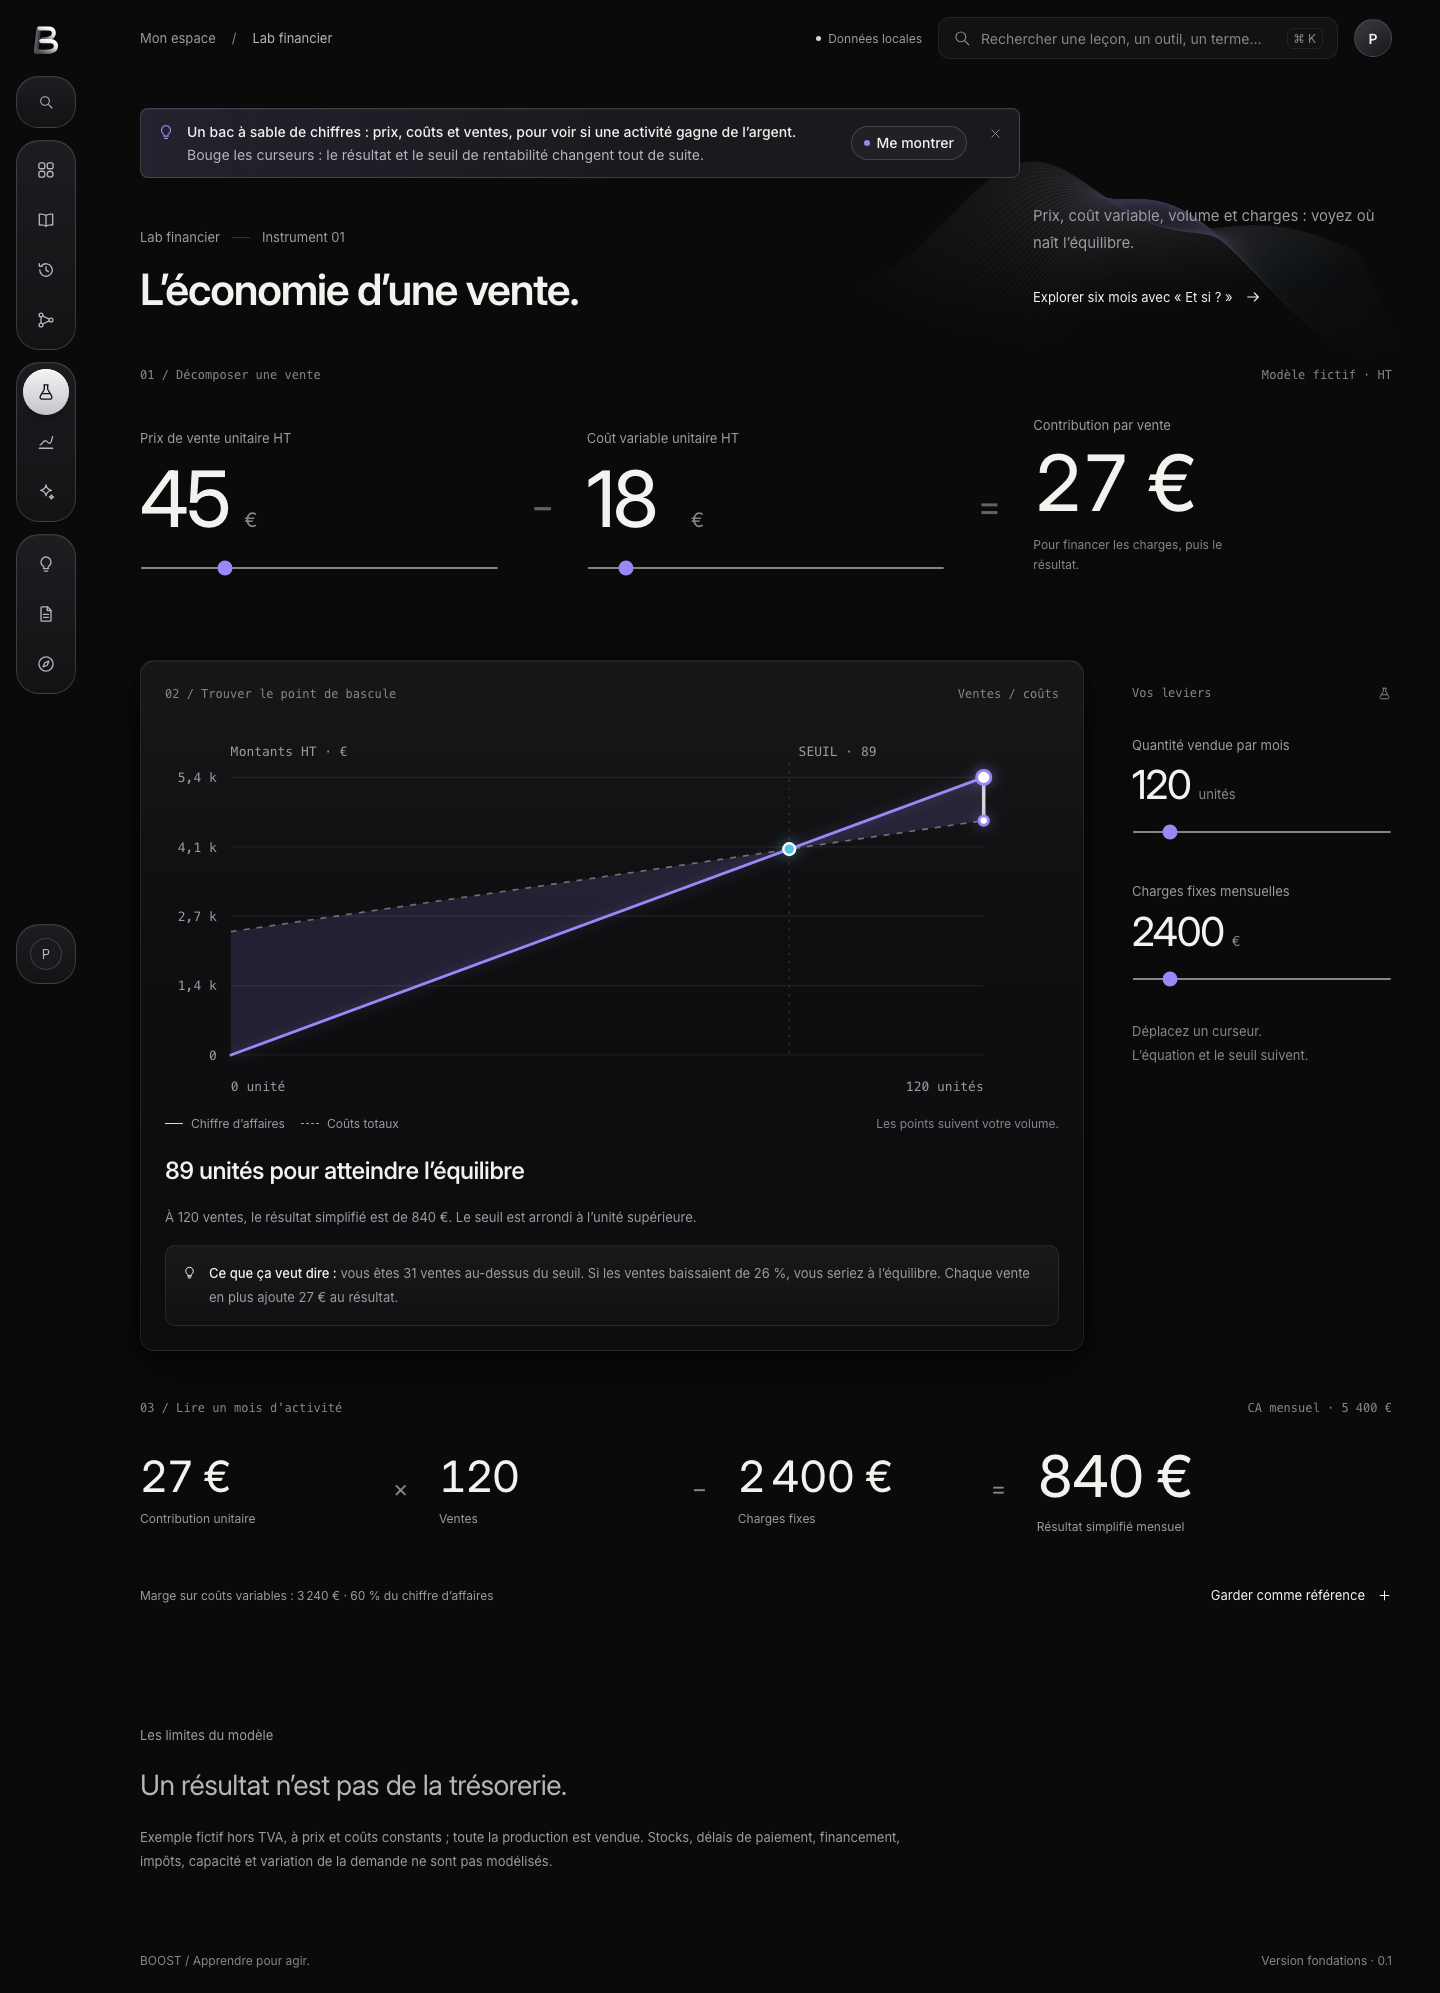 B
Mon espace / Lab financier
Données locales
Rechercher une leçon, un outil, un terme...
⌘ K
P
Un bac à sable de chiffres : prix, coûts et ventes, pour voir si une activité gagne de l’argent.
Bouge les curseurs : le résultat et le seuil de rentabilité changent tout de suite.
Me montrer
Lab financier — Instrument 01
L’économie d’une vente.
Prix, coût variable, volume et charges : voyez où
naît l’équilibre.
Explorer six mois avec « Et si ? » →
01 / Décomposer une vente
Modèle fictif · HT
Prix de vente unitaire HT
45 €
−
Coût variable unitaire HT
18 €
=
Contribution par vente
27 €
Pour financer les charges, puis le
résultat.
02 / Trouver le point de bascule
Ventes / coûts
Montants HT · €
SEUIL · 89
5,4 k
4,1 k
2,7 k
1,4 k
0
0 unité
120 unités
Chiffre d’affaires
Coûts totaux
Les points suivent votre volume.
89 unités pour atteindre l’équilibre
À 120 ventes, le résultat simplifié est de 840 €. Le seuil est arrondi à l’unité supérieure.
Ce que ça veut dire : vous êtes 31 ventes au-dessus du seuil. Si les ventes baissaient de 26 %, vous seriez à l’équilibre. Chaque vente
en plus ajoute 27 € au résultat.
Vos leviers
Quantité vendue par mois
120 unités
Charges fixes mensuelles
2400 €
Déplacez un curseur.
L’équation et le seuil suivent.
P
03 / Lire un mois d’activité
CA mensuel · 5 400 €
27 €
Contribution unitaire
×
120
Ventes
−
2 400 €
Charges fixes
=
840 €
Résultat simplifié mensuel
Marge sur coûts variables : 3 240 € · 60 % du chiffre d’affaires
Garder comme référence +
Les limites du modèle
Un résultat n’est pas de la trésorerie.
Exemple fictif hors TVA, à prix et coûts constants ; toute la production est vendue. Stocks, délais de paiement, financement,
impôts, capacité et variation de la demande ne sont pas modélisés.
BOOST / Apprendre pour agir.
Version fondations · 0.1